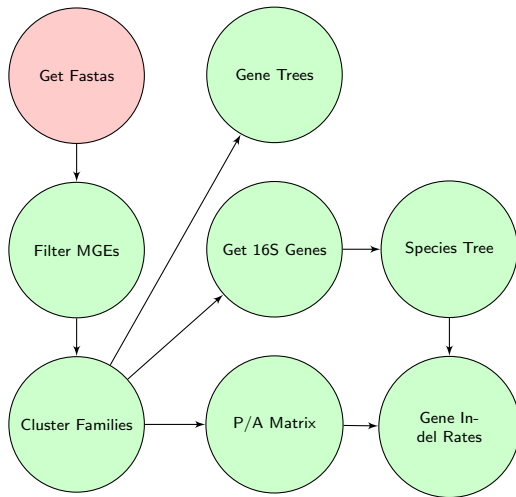 Get Fastas
Gene Trees
Filter MGEs
Get 16S Genes
Species Tree
Cluster Families
P/A Matrix
Gene In-
del Rates